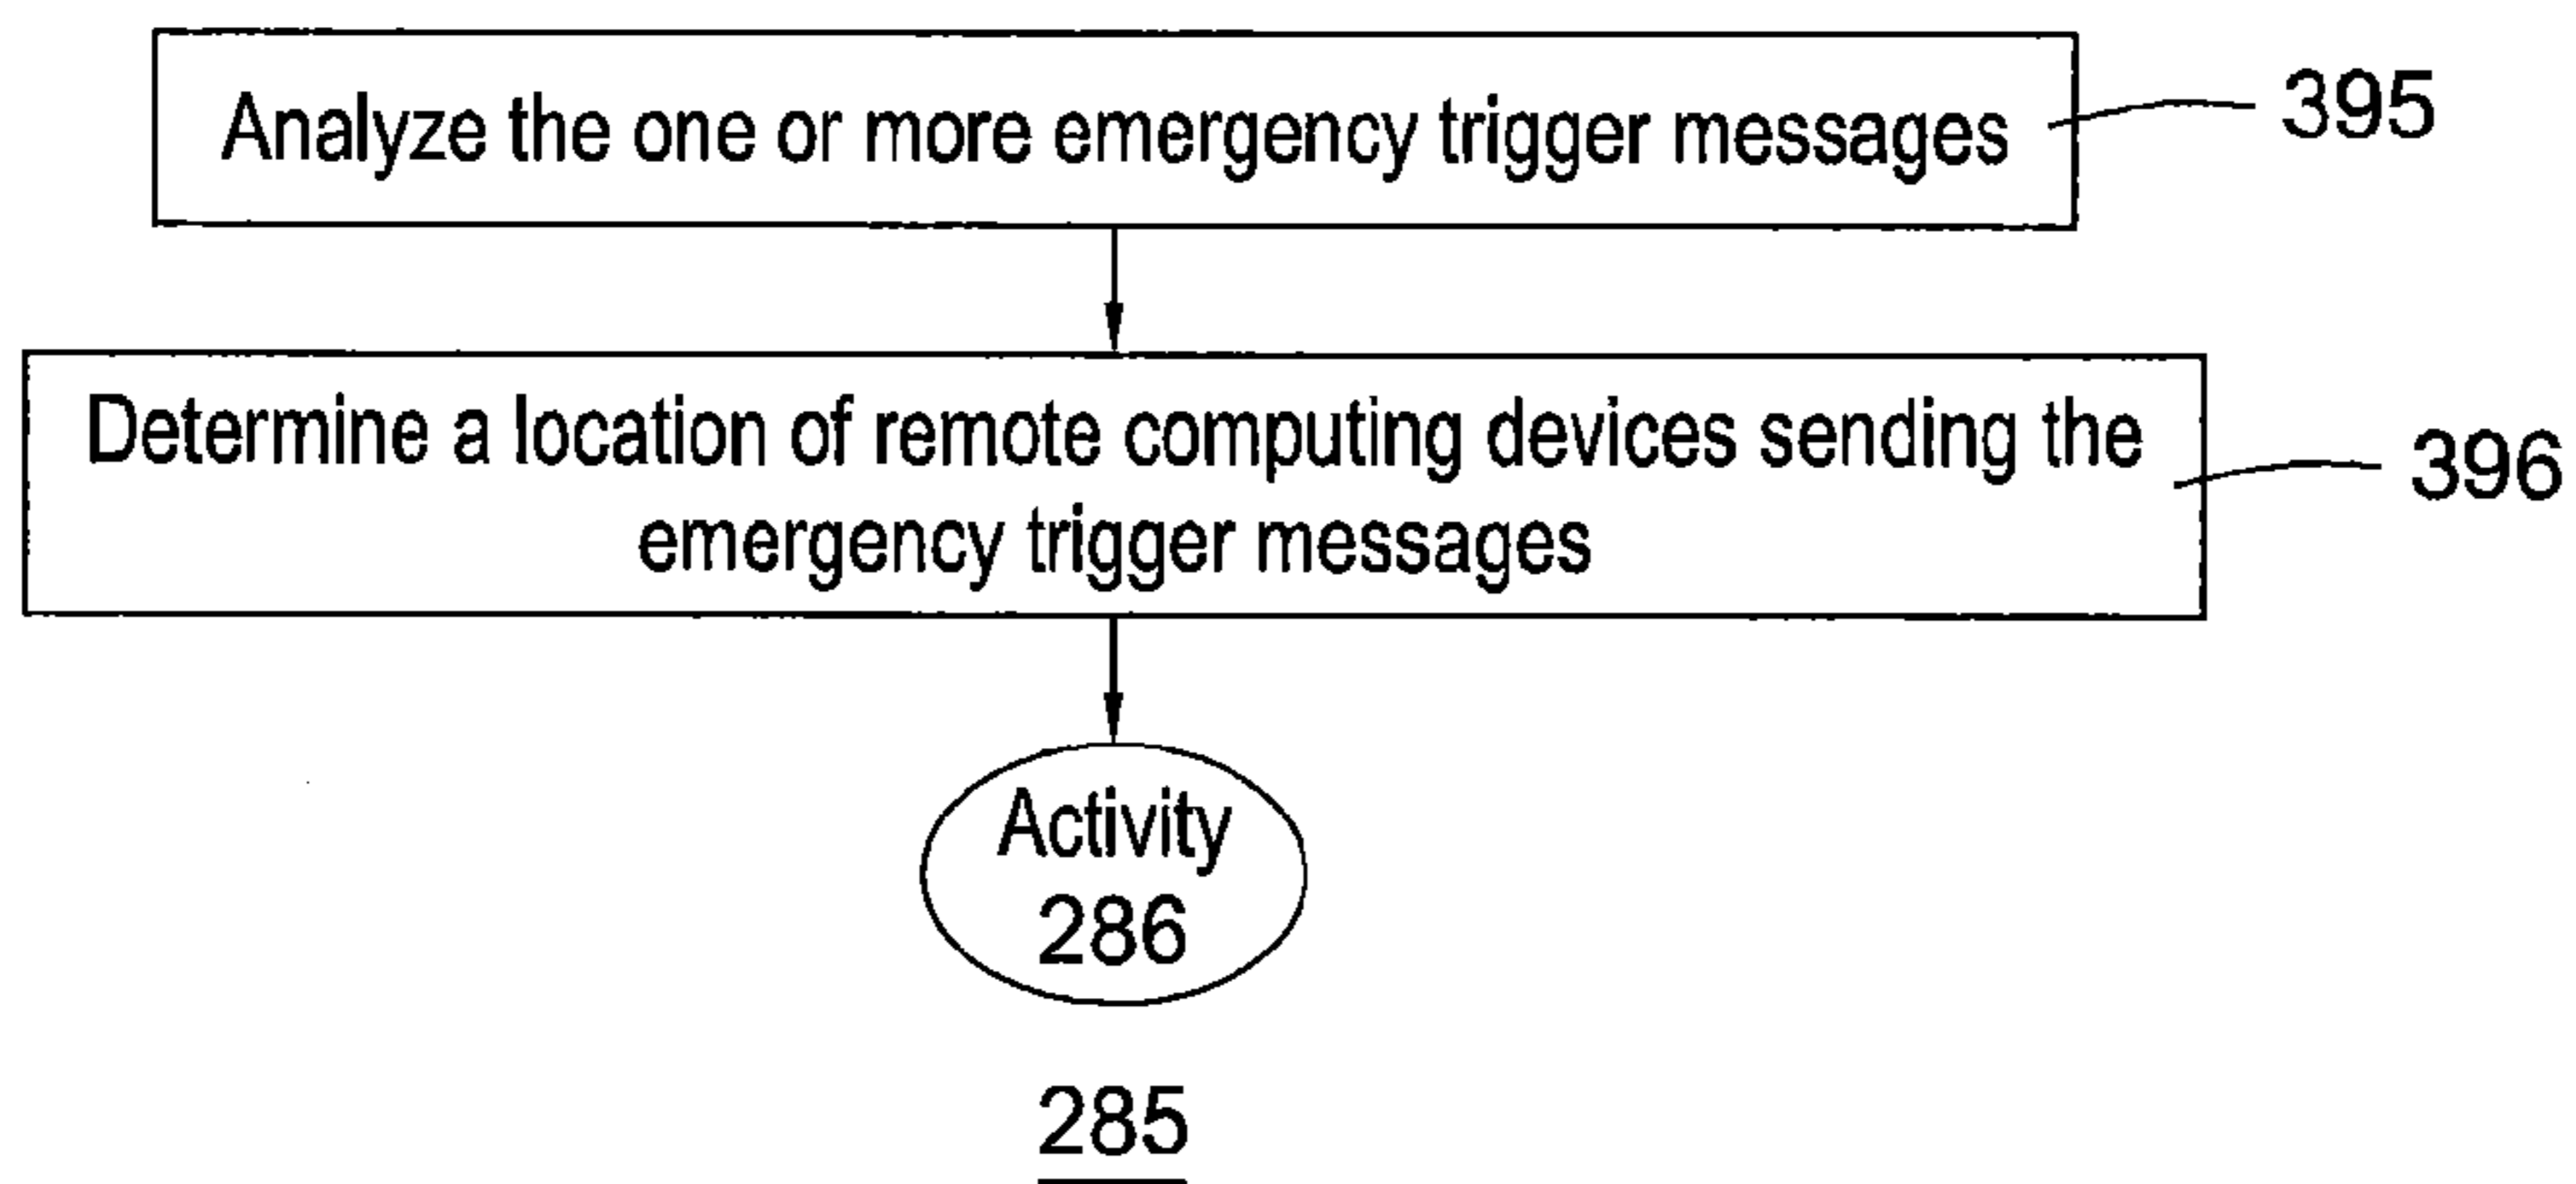 Analyze the one or more emergency trigger messages
395
Determine a location of remote computing devices sending the
emergency trigger messages
396
Activity
286
285